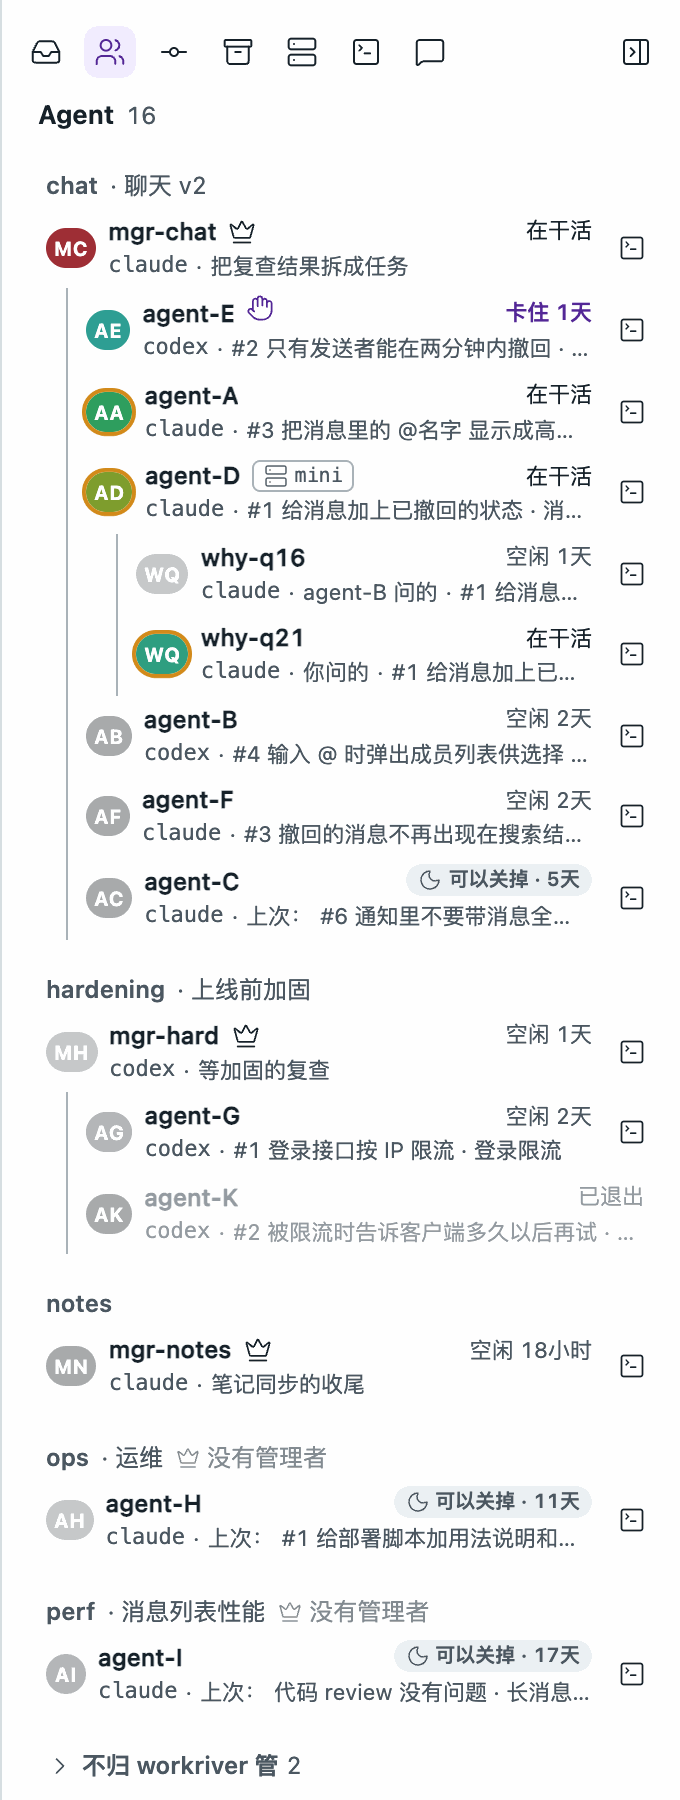 Agent 16
chat · 聊天 v2
MC mgr-chat 在干活
claude · 把复查结果拆成任务
AE agent-E 卡住 1天
codex · #2 只有发送者能在两分钟内撤回 · ...
AA agent-A 在干活
claude · #3 把消息里的 @名字 显示成高...
AD agent-D mini 在干活
claude · #1 给消息加上已撤回的状态 · 消...
WQ why-q16 空闲 1天
claude · agent-B 问的 · #1 给消息...
WQ why-q21 在干活
claude · 你问的 · #1 给消息加上已...
AB agent-B 空闲 2天
codex · #4 输入 @ 时弹出成员列表供选择 ...
AF agent-F 空闲 2天
claude · #3 撤回的消息不再出现在搜索结...
AC agent-C 可以关掉 · 5天
claude · 上次： #6 通知里不要带消息全...
hardening · 上线前加固
MH mgr-hard 空闲 1天
codex · 等加固的复查
AG agent-G 空闲 2天
codex · #1 登录接口按 IP 限流 · 登录限流
AK agent-K 已退出
codex · #2 被限流时告诉客户端多久以后再试 · ...
notes
MN mgr-notes 空闲 18小时
claude · 笔记同步的收尾
ops · 运维 没有管理者
AH agent-H 可以关掉 · 11天
claude · 上次： #1 给部署脚本加用法说明和...
perf · 消息列表性能 没有管理者
AI agent-I 可以关掉 · 17天
claude · 上次： 代码 review 没有问题 · 长消息...
不归 workriver 管 2